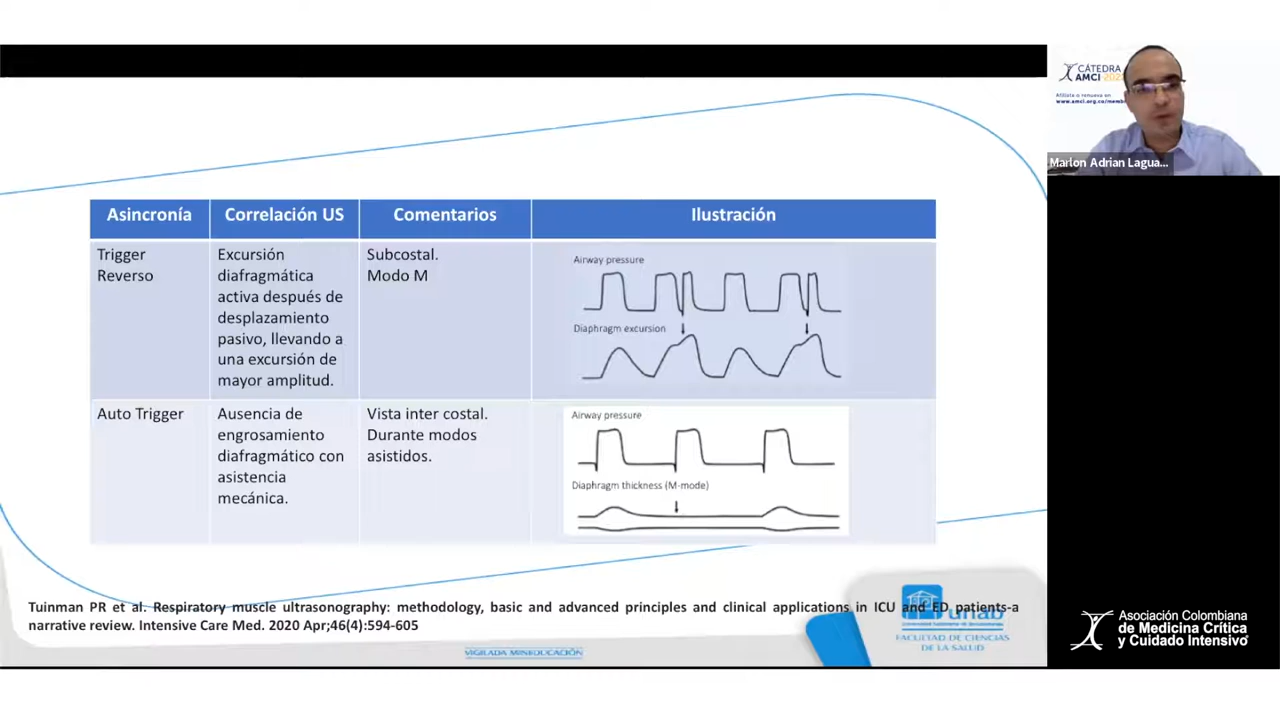 CÁTEDRA
AMCI 2022
Afíliate o renueva en
Marlon Adrian Lagua...
Asincronía
Correlación US
Comentarios
Ilustración
Trigger
Reverso
Excursión
diafragmática
activa después de
desplazamiento
pasivo, llevando a
una excursión de
mayor amplitud.
Subcostal.
Modo M
Airway pressure
Diaphragm excursion
Auto Trigger
Ausencia de
engrosamiento
diafragmático con
asistencia
mecánica.
Vista inter costal.
Durante modos
asistidos.
Airway pressure
Diaphragm thickness (M-mode)
Tuinman PR et al. Respiratory muscle ultrasonography: methodology, basic and advanced principles and clinical applications in ICU and ED patients-a
narrative review. Intensive Care Med. 2020 Apr;46(4):594-605
unab
FACULTAD DE CIENCIAS
DE LA SALUD
VIGILADA MINEDUCACIÓN
Asociación Colombiana
de Medicina Crítica
y Cuidado Intensivo